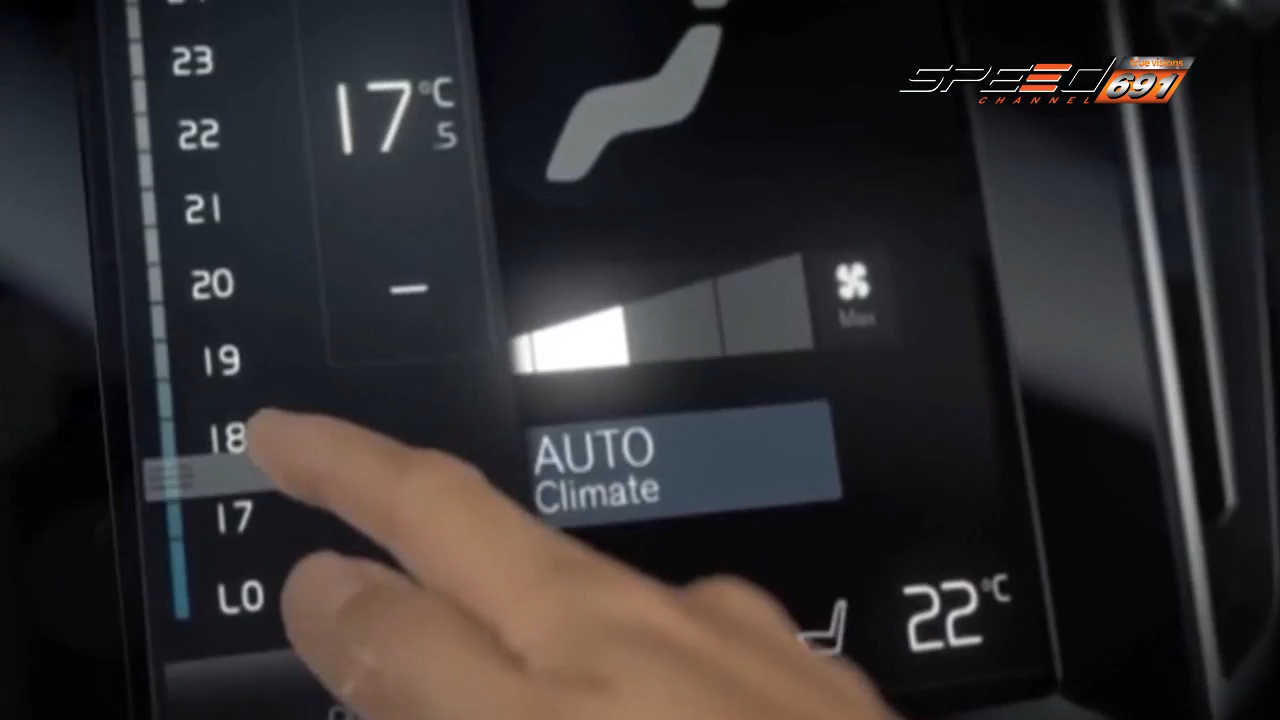 23
22
21
20
19
18
17
LO
17°C
5
–
Max
AUTO
Climate
22°C
SPEED
CHANNEL
true visions
691